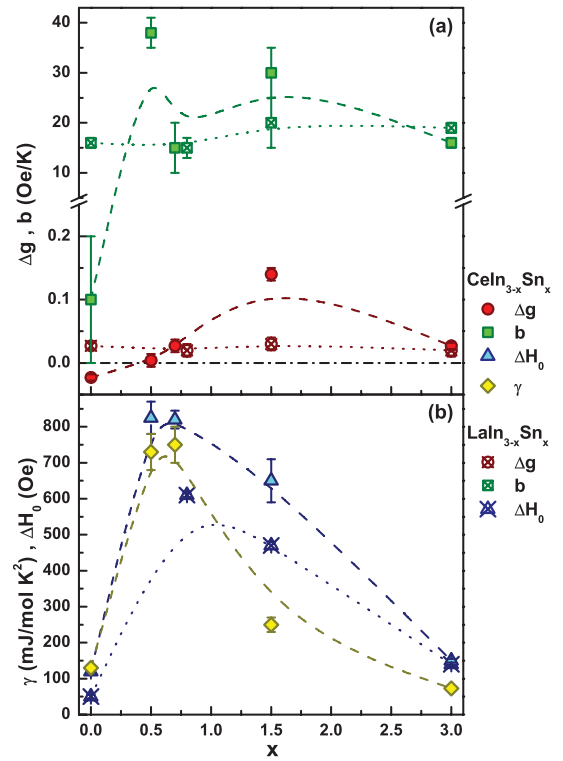 (a)
40
30
20
10
0.2
0.1
0.0
Δg , b (Oe/K)
CeIn3-xSnx
Δg
b
ΔH0
γ
LaIn3-xSnx
Δg
b
ΔH0
(b)
800
700
600
500
400
300
200
100
0
γ (mJ/mol K2) , ΔH0 (Oe)
0.0 0.5 1.0 1.5 2.0 2.5 3.0
x